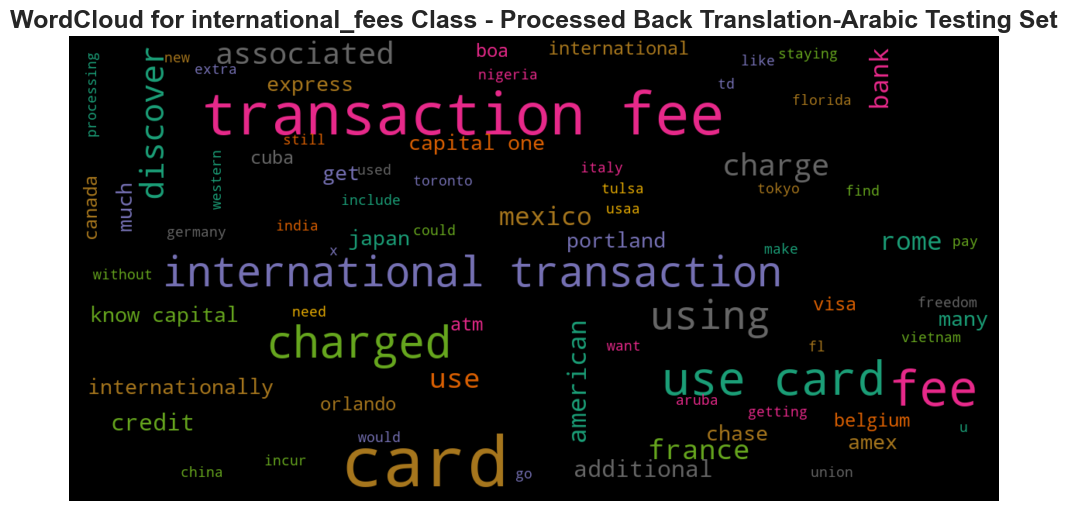 WordCloud for international_fees Class - Processed Back Translation-Arabic Testing Set
associated
boa
international
new
extra
nigeria
like
staying
processing
discover
express
td
bank
transaction fee
florida
still
capital one
cuba
get
used
charge
western
toronto
italy
tulsa
tokyo
find
canada
much
include
usaa
mexico
germany
india
japan
could
x
portland
make
rome
pay
without
international transaction
know capital
need
atm
using
visa
freedom
many
charged
american
want
fl
vietnam
use
use card
fee
internationally
orlando
aruba
getting
credit
would
chase
belgium
u
france
amex
china
incur
card
go
additional
union